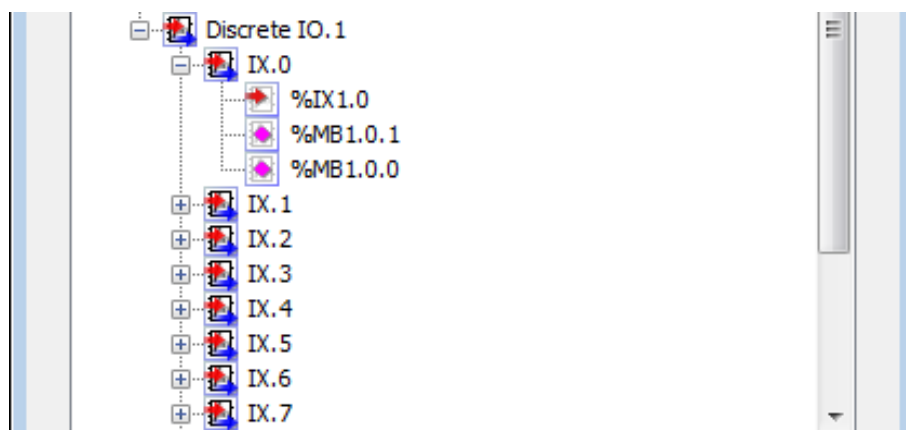 Discrete IO.1
IX.0
%IX1.0
%MB1.0.1
%MB1.0.0
IX.1
IX.2
IX.3
IX.4
IX.5
IX.6
IX.7